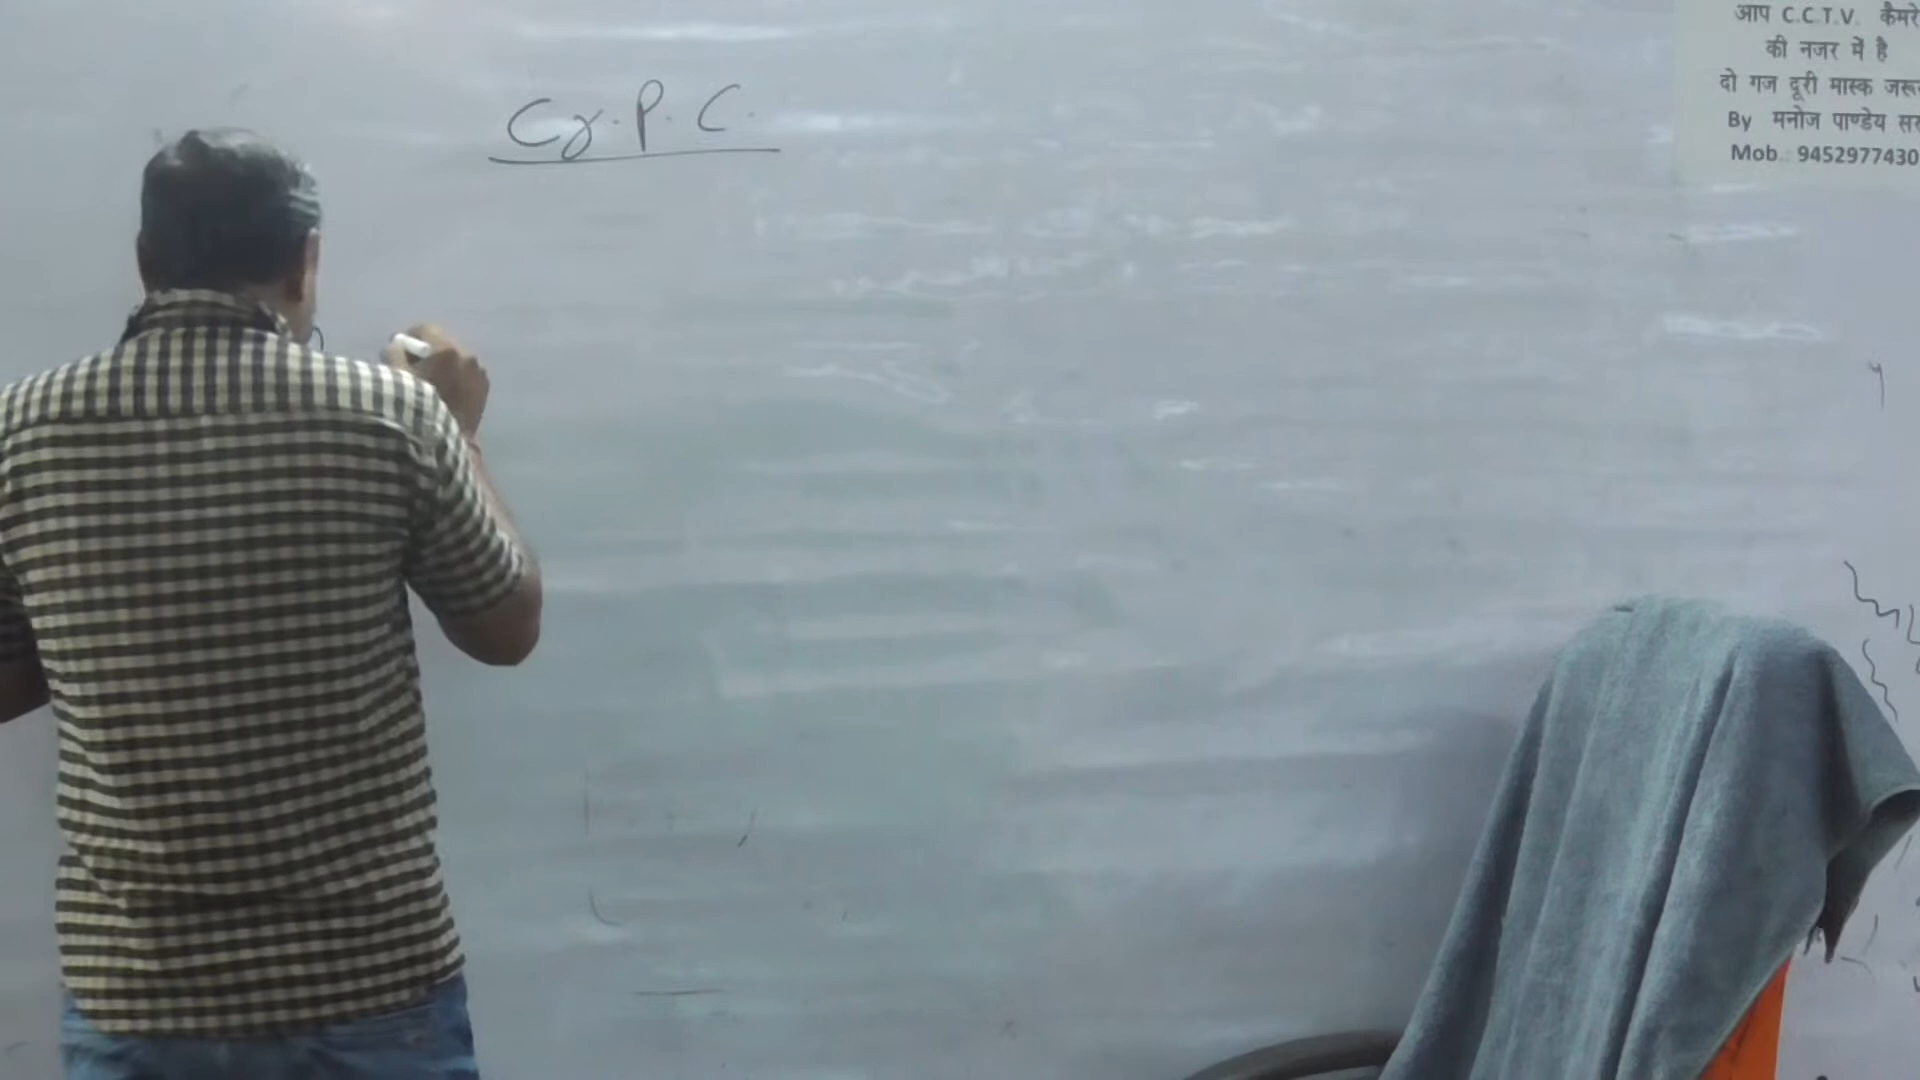 Cr. P. C.
आप C.C.T.V. कैमरे
की नजर में है
दो गज दूरी मास्क
By मनोज पाण्डेय
Mob. 9452977430